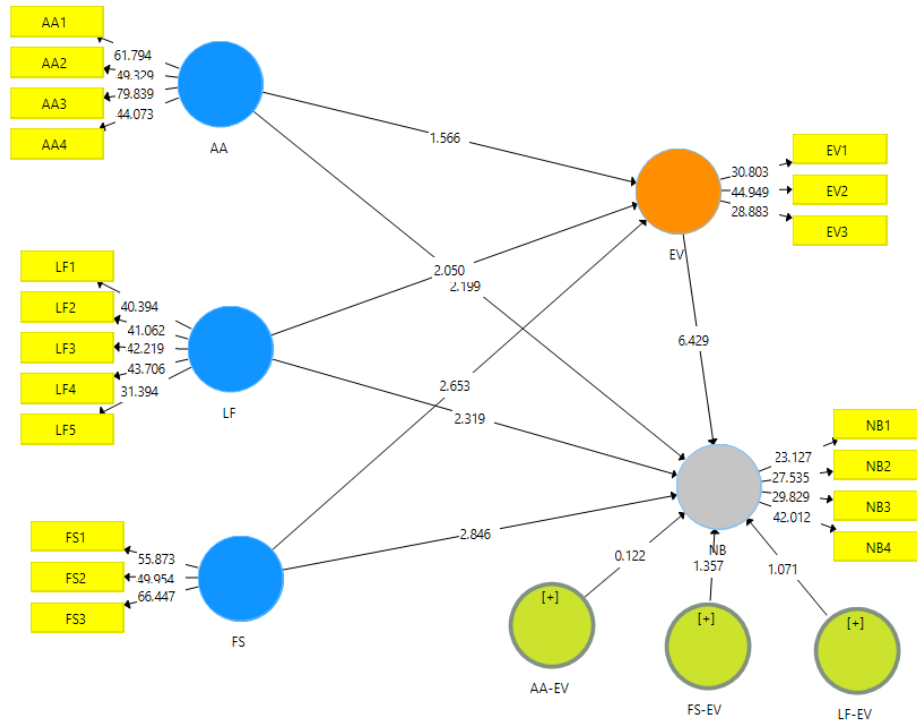 AA1
AA2
AA3
AA4
61.794
49.329
79.839
44.073
AA
1.566
EV1
EV2
EV3
30.803
44.949
28.883
EV
LF1
LF2
LF3
LF4
LF5
40.394
41.062
42.219
43.706
31.394
LF
2.050
2.199
6.429
2.653
2.319
NB1
NB2
NB3
NB4
23.127
27.535
29.829
42.012
NB
FS1
FS2
FS3
55.873
49.954
66.447
FS
2.846
0.122
1.357
1.071
[+]
AA-EV
[+]
FS-EV
[+]
LF-EV